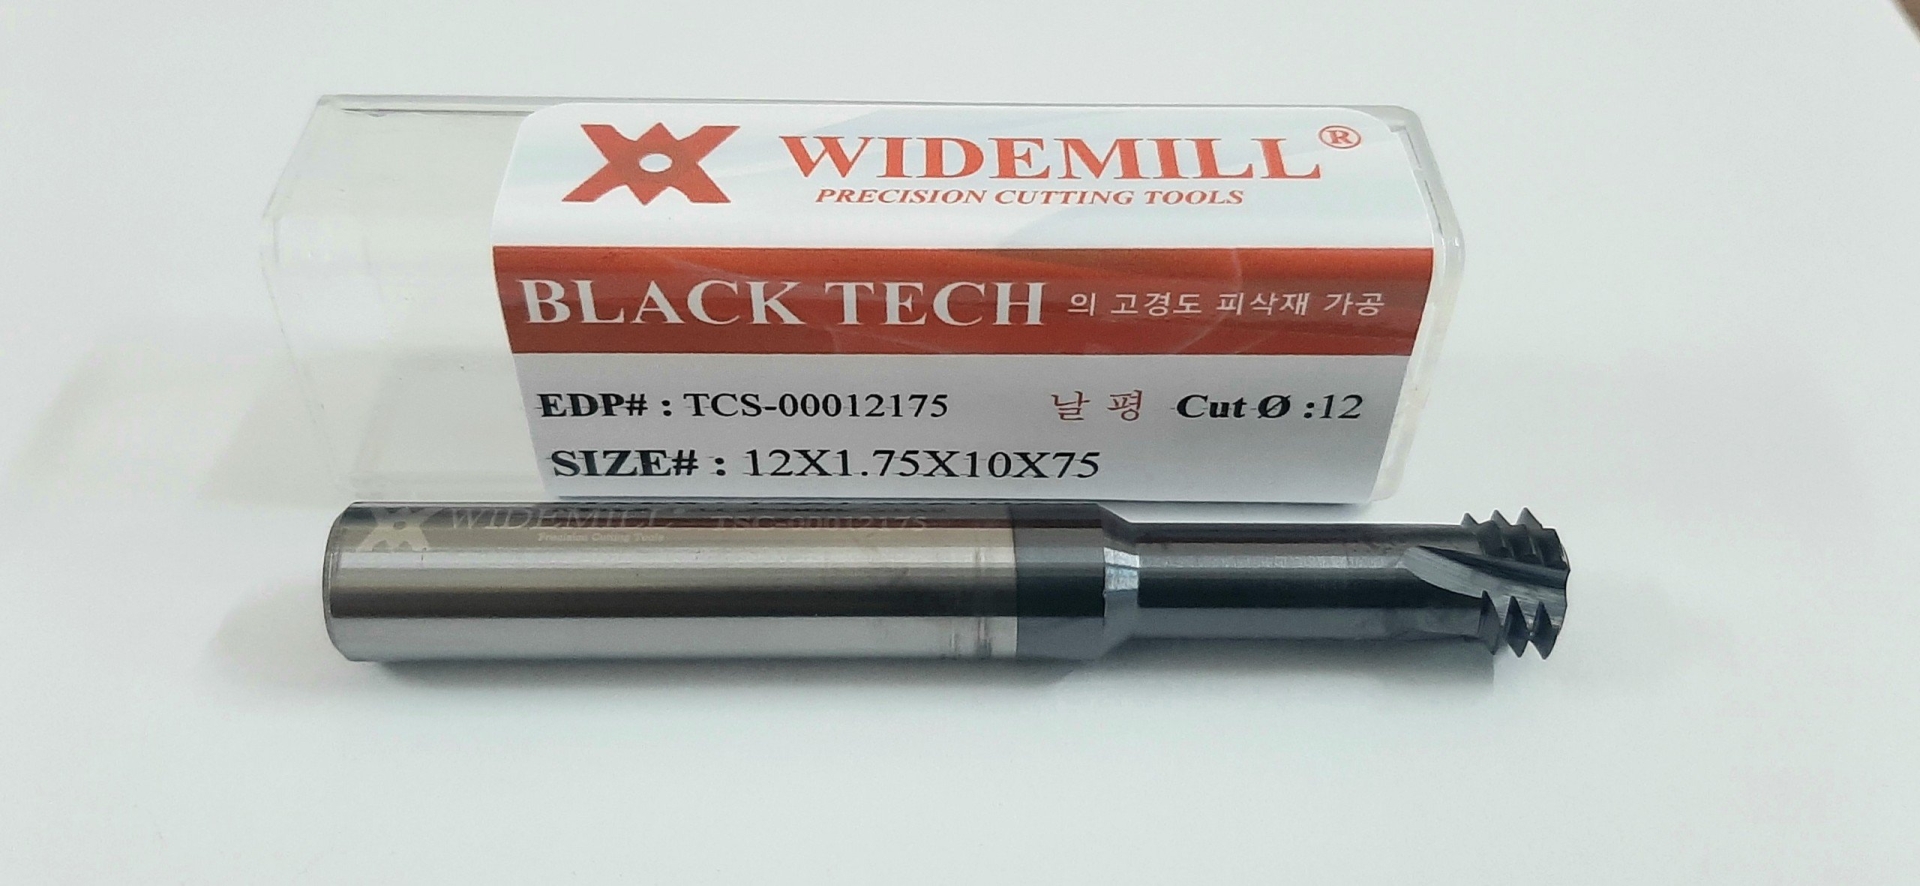 WIDEMILL®
PRECISION CUTTING TOOLS
BLACK TECH 의 고경도 피삭재 가공
EDP# : TCS-00012175 날 평 Cut Ø :12
SIZE# : 12X1.75X10X75
WIDEMILL TSC-00012175
Precision Cutting Tools